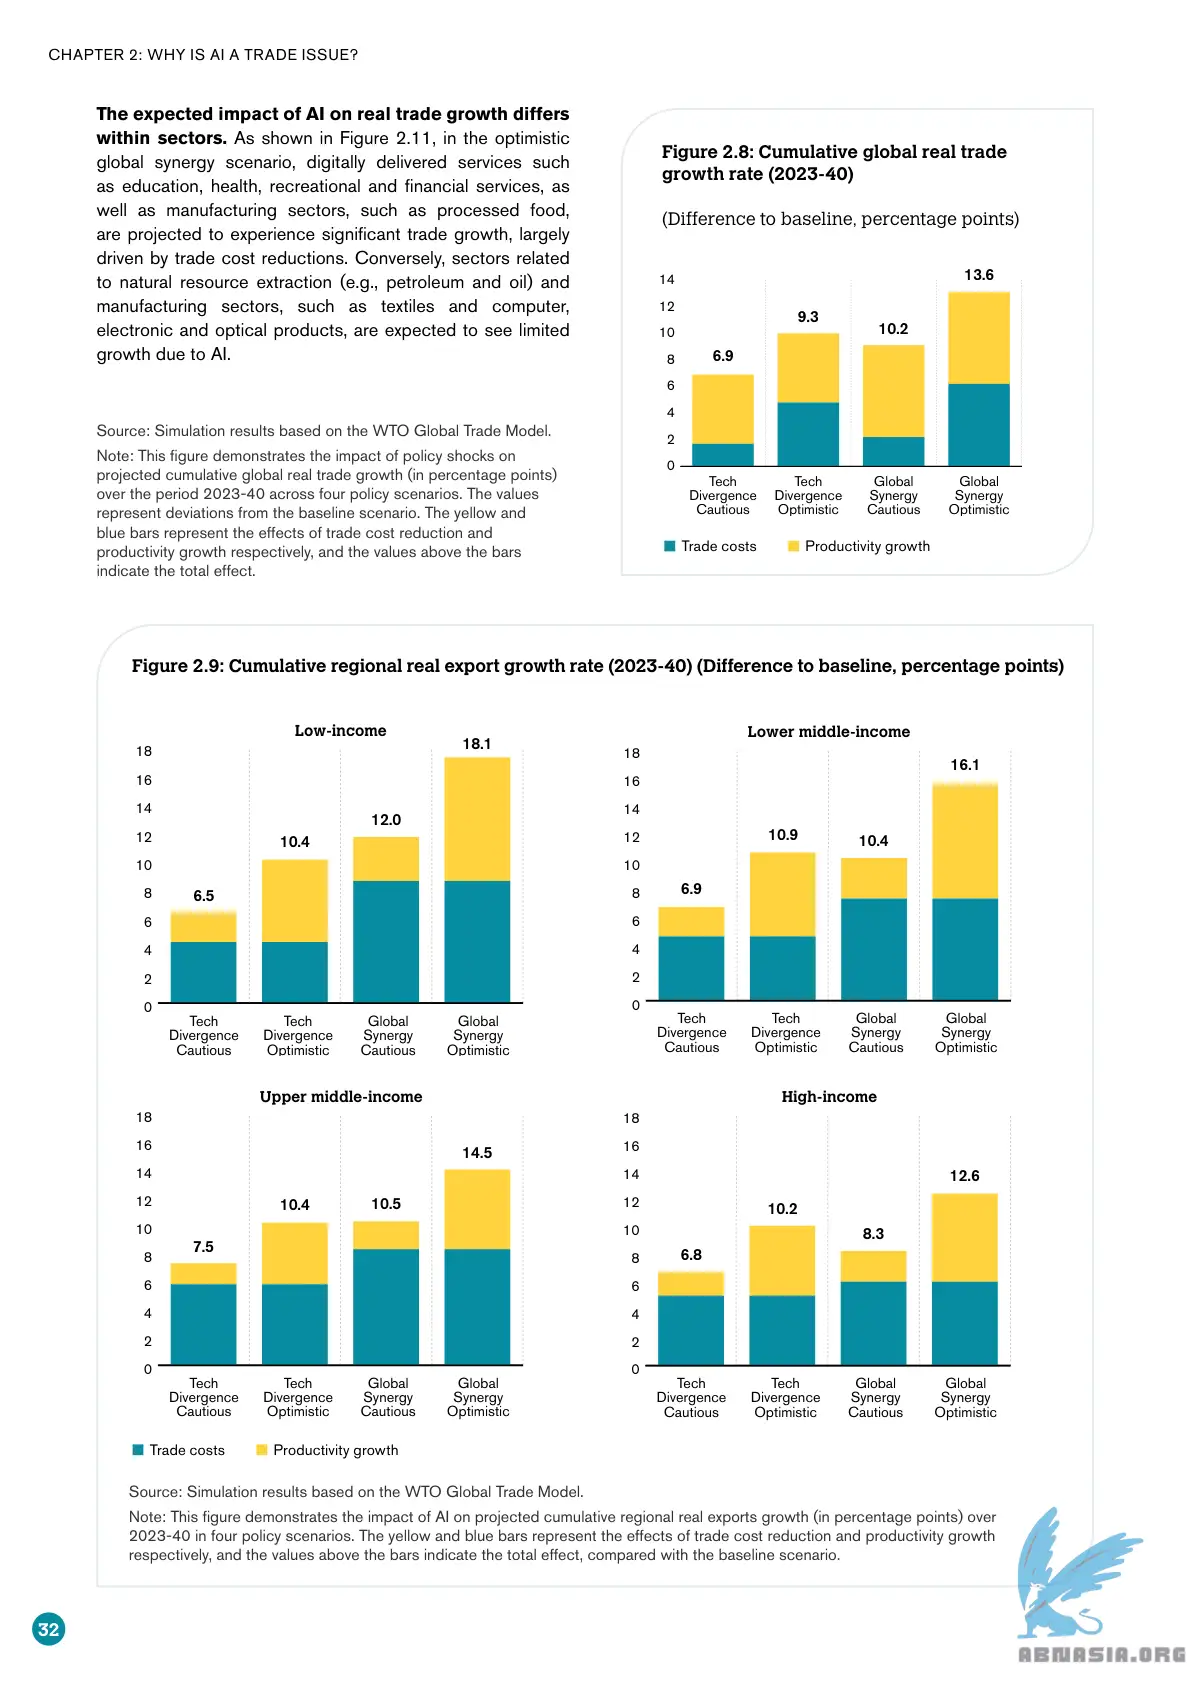 CHAPTER 2: WHY IS AI A TRADE ISSUE?
The expected impact of AI on real trade growth differs
within sectors. As shown in Figure 2.11, in the optimistic
global synergy scenario, digitally delivered services such
as education, health, recreational and financial services, as
well as manufacturing sectors, such as processed food,
are projected to experience significant trade growth, largely
driven by trade cost reductions. Conversely, sectors related
to natural resource extraction (e.g., petroleum and oil) and
manufacturing sectors, such as textiles and computer,
electronic and optical products, are expected to see limited
growth due to AI.
Source: Simulation results based on the WTO Global Trade Model.
Note: This figure demonstrates the impact of policy shocks on
projected cumulative global real trade growth (in percentage points)
over the period 2023-40 across four policy scenarios. The values
represent deviations from the baseline scenario. The yellow and
blue bars represent the effects of trade cost reduction and
productivity growth respectively, and the values above the bars
indicate the total effect.
Figure 2.8: Cumulative global real trade
growth rate (2023-40)
(Difference to baseline, percentage points)
14
12
10
8
6
4
2
0
6.9
9.3
10.2
13.6
Tech Divergence Cautious
Tech Divergence Optimistic
Global Synergy Cautious
Global Synergy Optimistic
Trade costs
Productivity growth
Figure 2.9: Cumulative regional real export growth rate (2023-40) (Difference to baseline, percentage points)
Low-income
18
16
14
12
10
8
6
4
2
0
6.5
10.4
12.0
18.1
Tech Divergence Cautious
Tech Divergence Optimistic
Global Synergy Cautious
Global Synergy Optimistic
Lower middle-income
18
16
14
12
10
8
6
4
2
0
6.9
10.9
10.4
16.1
Tech Divergence Cautious
Tech Divergence Optimistic
Global Synergy Cautious
Global Synergy Optimistic
Upper middle-income
18
16
14
12
10
8
6
4
2
0
7.5
10.4
10.5
14.5
Tech Divergence Cautious
Tech Divergence Optimistic
Global Synergy Cautious
Global Synergy Optimistic
High-income
18
16
14
12
10
8
6
4
2
0
6.8
10.2
8.3
12.6
Tech Divergence Cautious
Tech Divergence Optimistic
Global Synergy Cautious
Global Synergy Optimistic
Trade costs
Productivity growth
Source: Simulation results based on the WTO Global Trade Model.
Note: This figure demonstrates the impact of AI on projected cumulative regional real exports growth (in percentage points) over
2023-40 in four policy scenarios. The yellow and blue bars represent the effects of trade cost reduction and productivity growth
respectively, and the values above the bars indicate the total effect, compared with the baseline scenario.
32
ABNASIA.ORG